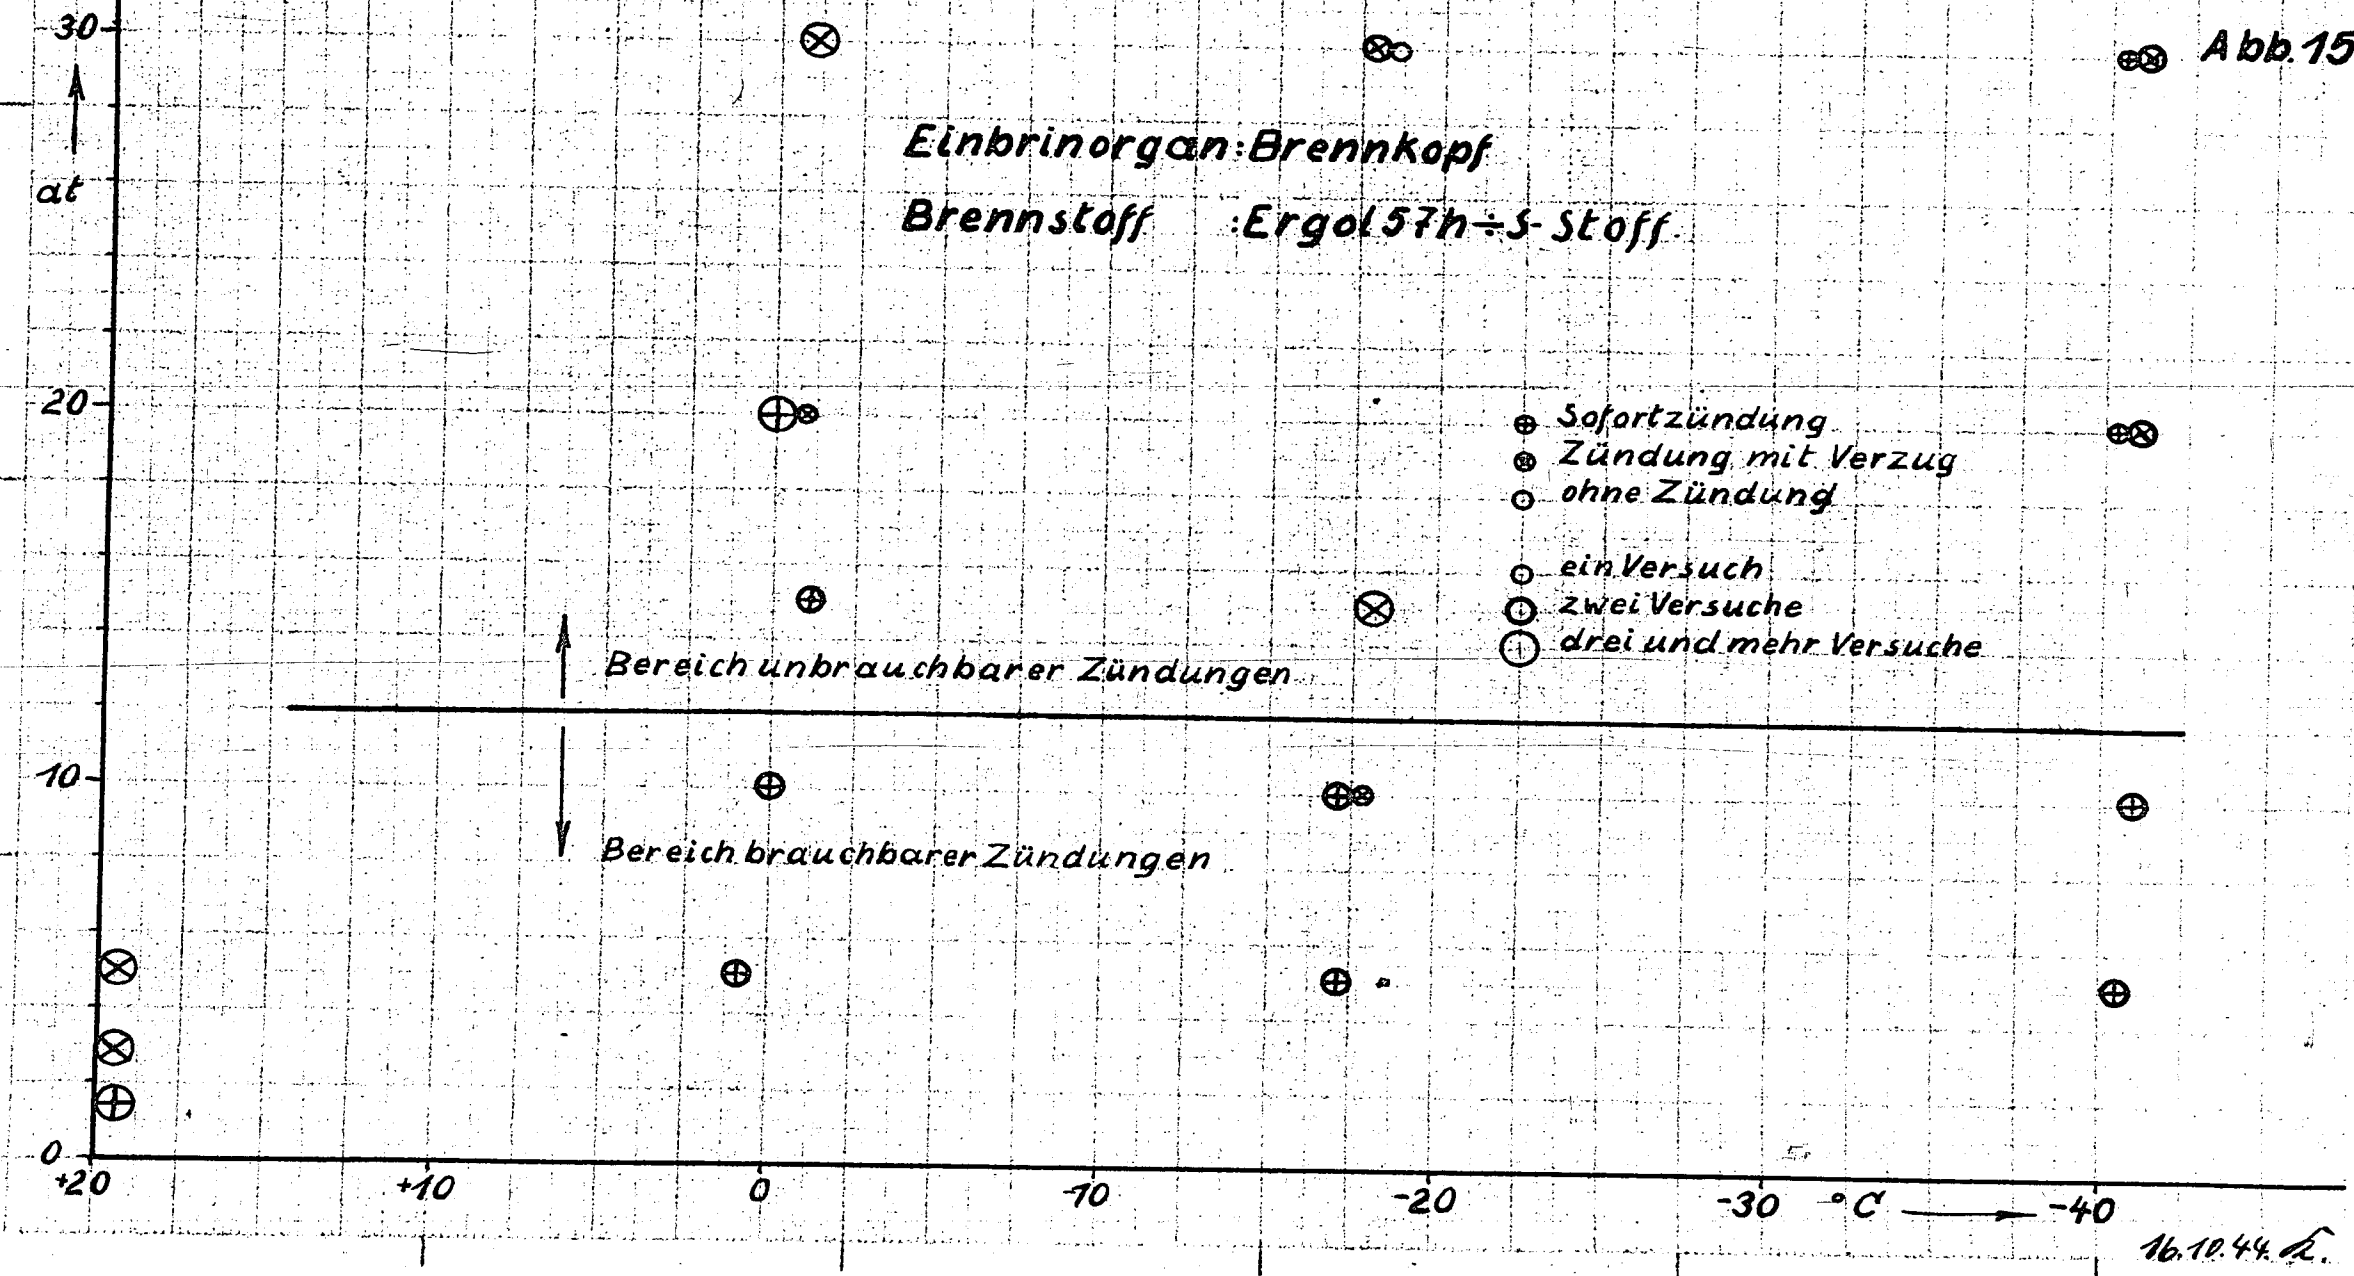 30
Abb. 15
at
Einbrinorgan: Brennkopf
Brennstoff : Ergol 57h ÷ S-Stoff
20
Sofortzündung
Zündung mit Verzug
ohne Zündung
ein Versuch
zwei Versuche
drei und mehr Versuche
Bereich unbrauchbarer Zündungen
10
Bereich brauchbarer Zündungen
0
+20 +10 0 -10 -20 -30 °C -40
16.10.44.